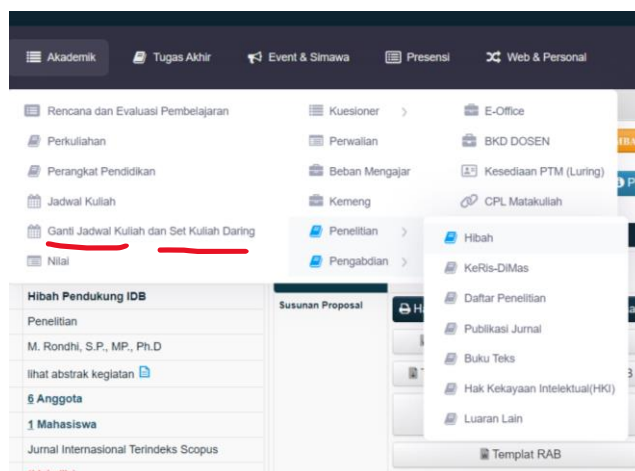 Akademik
Tugas Akhir
Event & Simawa
Presensi
Web & Personal
Rencana dan Evaluasi Pembelajaran
Perkuliahan
Perangkat Pendidikan
Jadwal Kuliah
Ganti Jadwal Kuliah dan Set Kuliah Daring
Nilai
Kuesioner
Perwalian
Beban Mengajar
Kemeng
Penelitian
Pengabdian
E-Office
BKD DOSEN
Kesediaan PTM (Luring)
CPL Matakuliah
Hibah
KeRis-DiMas
Daftar Penelitian
Publikasi Jurnal
Buku Teks
Hak Kekayaan Intelektual(HKI)
Luaran Lain
Hibah Pendukung IDB
Penelitian
M. Rondhi, S.P., MP., Ph.D
lihat abstrak kegiatan
6 Anggota
1 Mahasiswa
Jurnal Internasional Terindeks Scopus
Susunan Proposal
Templat RAB